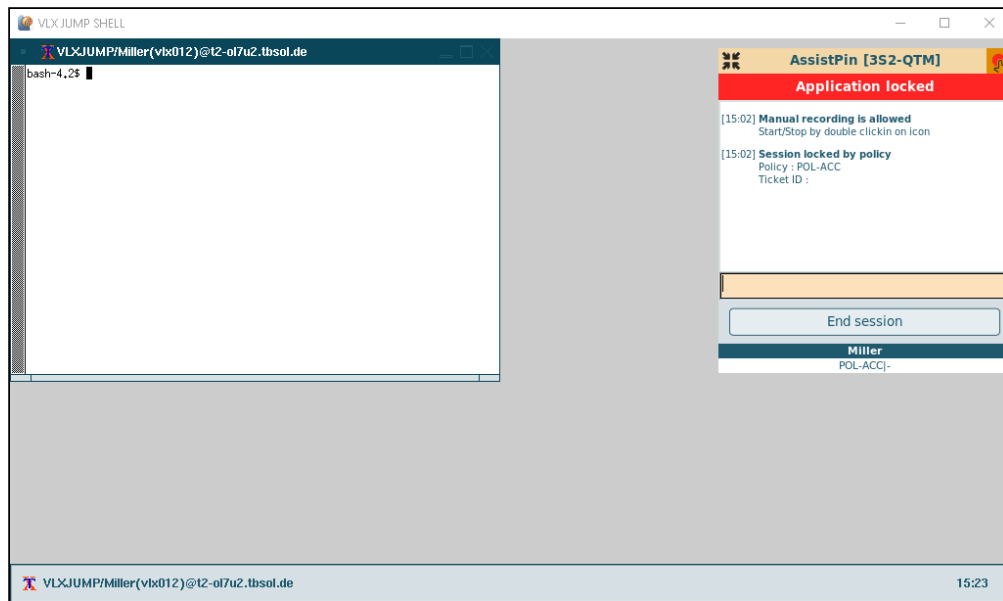 VLX JUMP SHELL
VLXJUMP/Miller(vlx012)@t2-ol7u2.tbsol.de
bash-4.2$
AssistPin [3S2-QTM]
Application locked
[15:02] Manual recording is allowed
Start/Stop by double clickin on icon
[15:02] Session locked by policy
Policy : POL-ACC
Ticket ID :
End session
Miller
POL-ACC|-
VLXJUMP/Miller(vlx012)@t2-ol7u2.tbsol.de
15:23